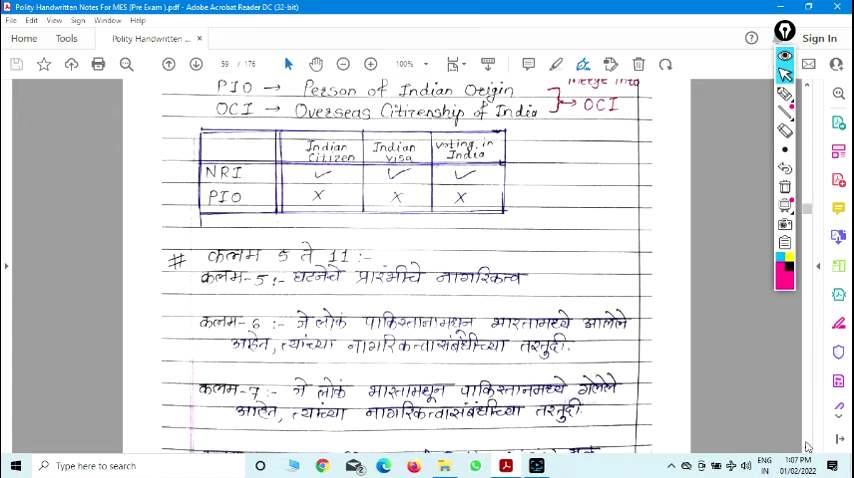 Polity Handwritten Notes For MES (Pre Exam ).pdf - Adobe Acrobat Reader DC (32-bit)
File Edit View Sign Window Help
Home Tools Polity Handwritten ... × Sign In
59 / 176 100%
PIO → Person of Indian Origin merge into
OCI → Overseas Citizenship of India → OCI
Indian Citizen Indian Visa Voting in India
NRI ✓ ✓ ✓
PIO × × ×
# कलम 5 ते 11 :-
कलम-5 :- घटनेचे प्रारंभीचे नागरिकत्व
कलम-6 :- जे लोकं पाकिस्तानामधून भारतामध्ये आलेले
आहेत, त्यांच्या नागरिकत्वासंबंधीच्या तरतुदी.
कलम-7 :- जे लोकं भारतामधून पाकिस्तानमध्ये गेलेले
आहेत, त्यांच्या नागरिकत्वासंबंधीच्या तरतुदी.
Type here to search
ENG 1:07 PM
IN 01/02/2022